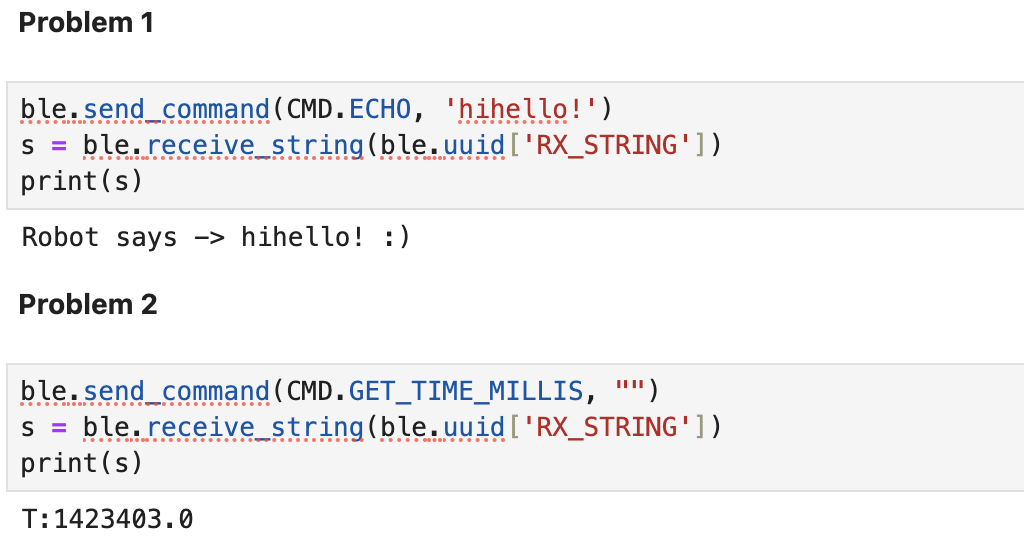 Problem 1
ble.send_command(CMD.ECHO, 'hihello!')
s = ble.receive_string(ble.uuid['RX_STRING'])
print(s)
Robot says -> hihello! :)
Problem 2
ble.send_command(CMD.GET_TIME_MILLIS, "")
s = ble.receive_string(ble.uuid['RX_STRING'])
print(s)
T:1423403.0